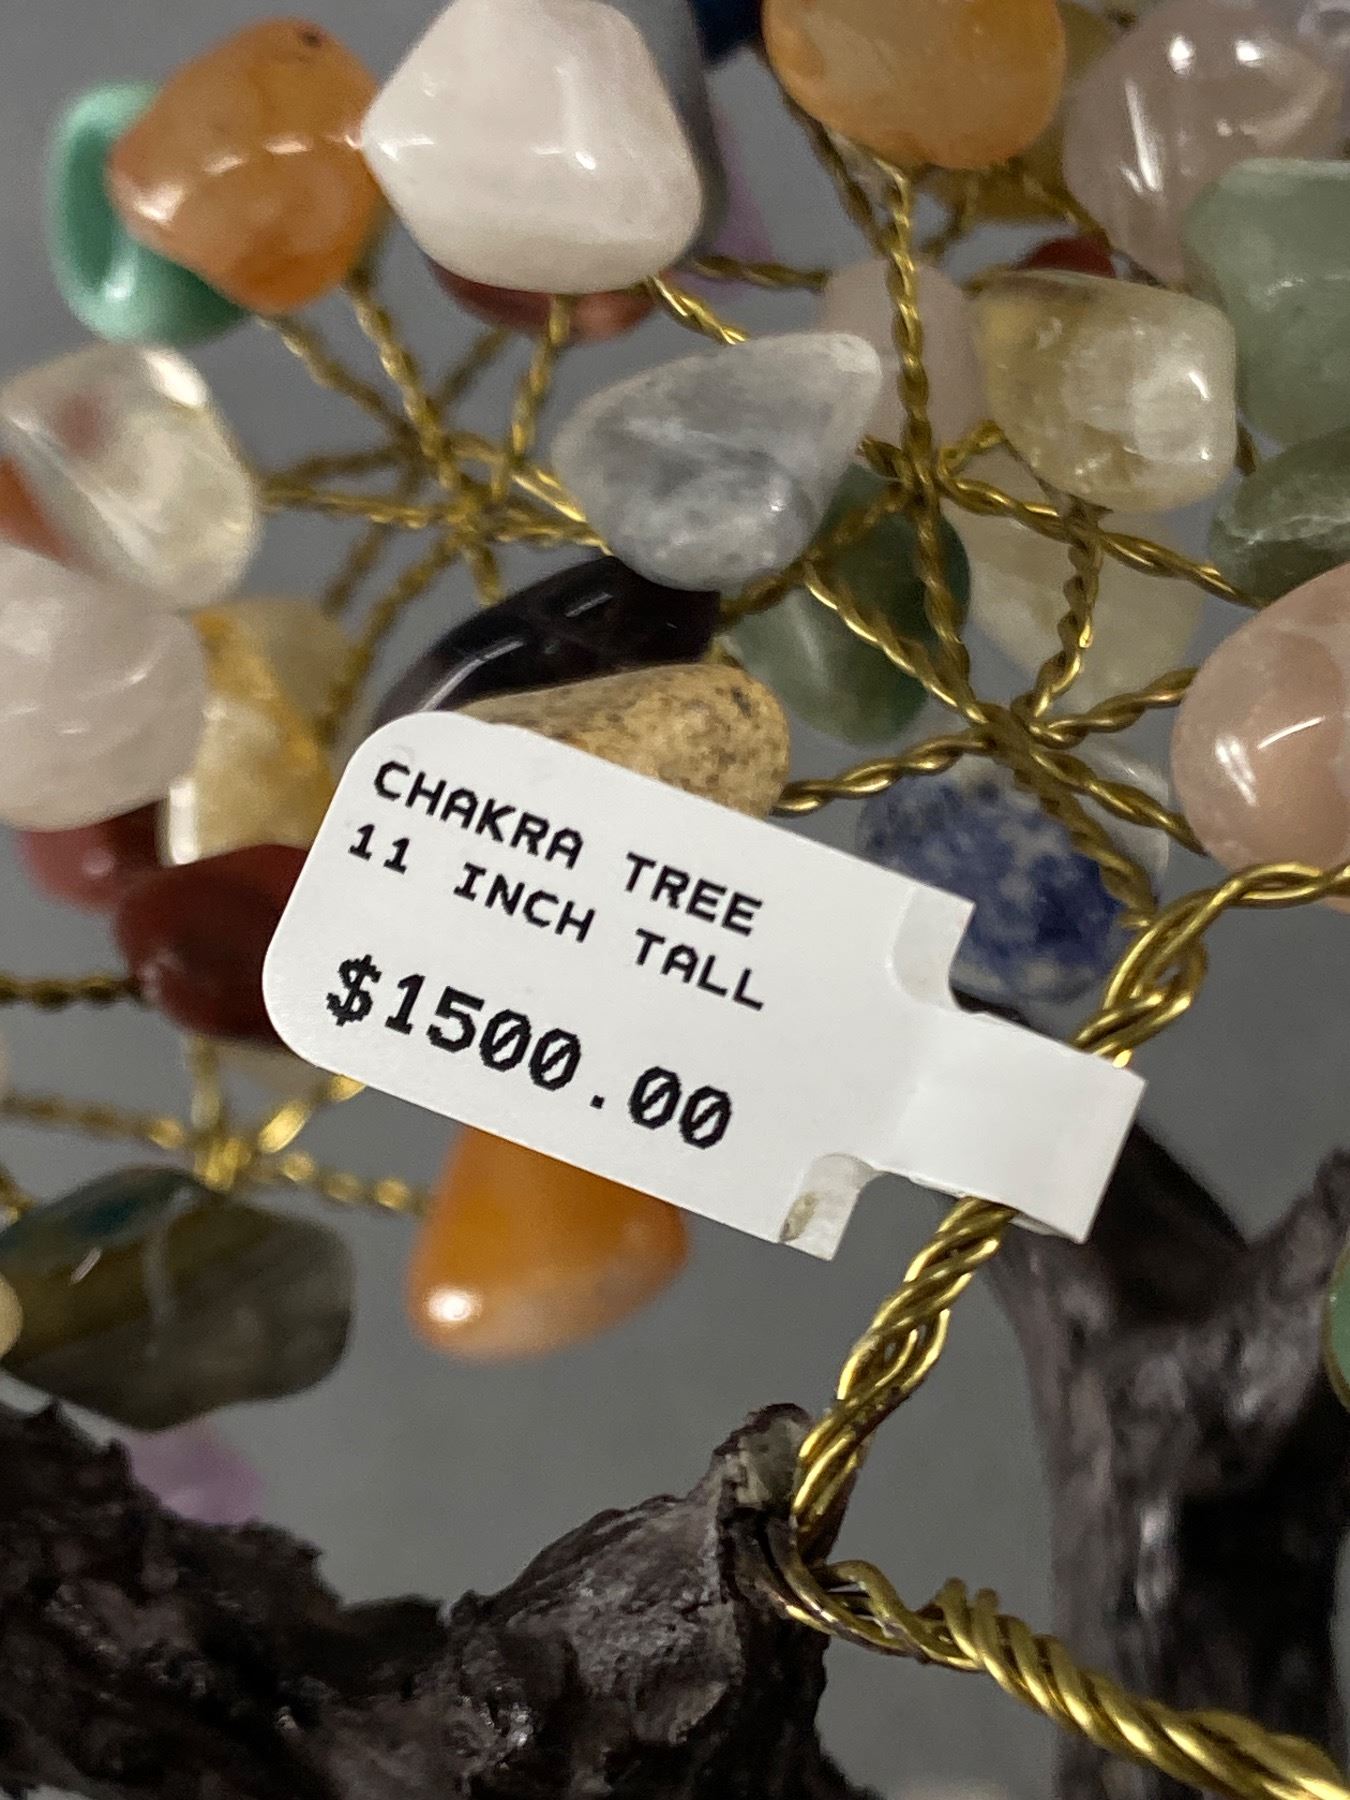 CHAKRA TREE
11 INCH TALL
$1500.00